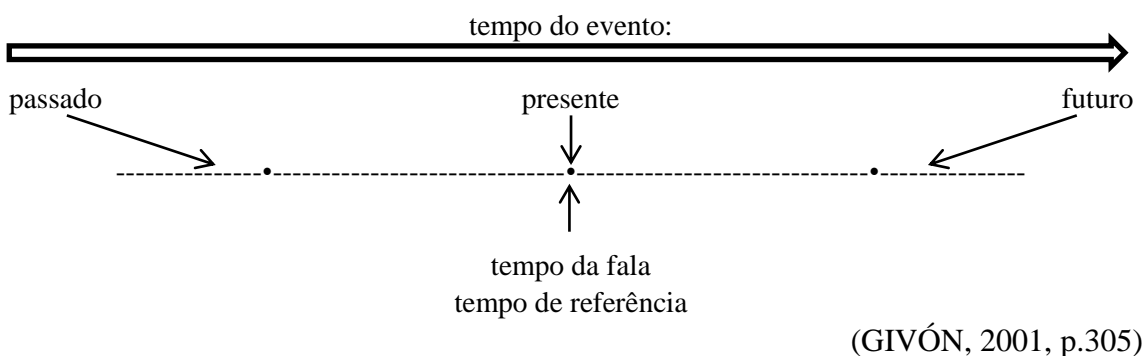 tempo do evento:
passado presente futuro
tempo da fala
tempo de referência
(GIVÓN, 2001, p.305)